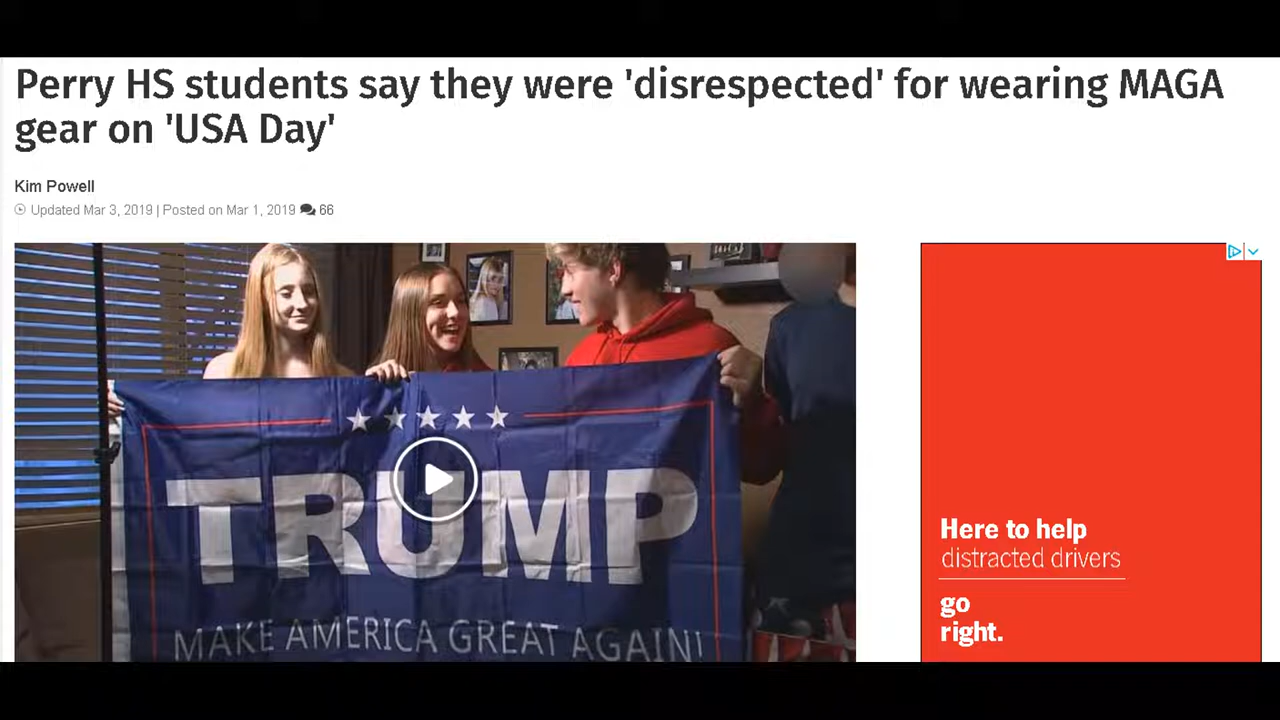 Perry HS students say they were 'disrespected' for wearing MAGA
gear on 'USA Day'
Kim Powell
Updated Mar 3, 2019 | Posted on Mar 1, 2019 66
TRUMP
MAKE AMERICA GREAT AGAIN!
Here to help
distracted drivers
go
right.